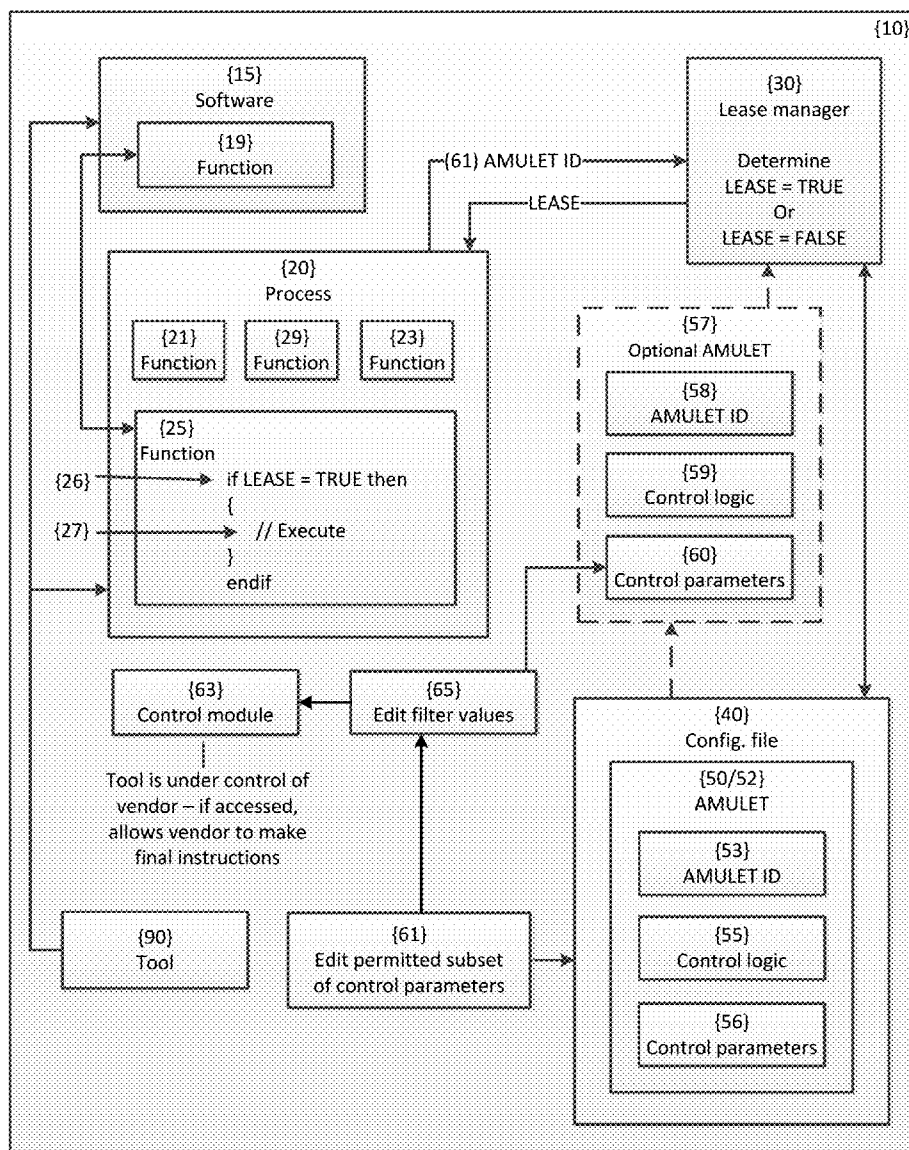 {10}
{15}
Software
{19}
Function
{30}
Lease manager
Determine
LEASE = TRUE
Or
LEASE = FALSE
(61) AMULET ID
LEASE
{20}
Process
{21}
Function
{29}
Function
{23}
Function
{25}
Function
{26}
if LEASE = TRUE then
{
{27}
// Execute
}
endif
{57}
Optional AMULET
{58}
AMULET ID
{59}
Control logic
{60}
Control parameters
{63}
Control module
{65}
Edit filter values
Tool is under control of
vendor – if accessed,
allows vendor to make
final instructions
{40}
Config. file
{50/52}
AMULET
{53}
AMULET ID
{55}
Control logic
{56}
Control parameters
{90}
Tool
{61}
Edit permitted subset
of control parameters